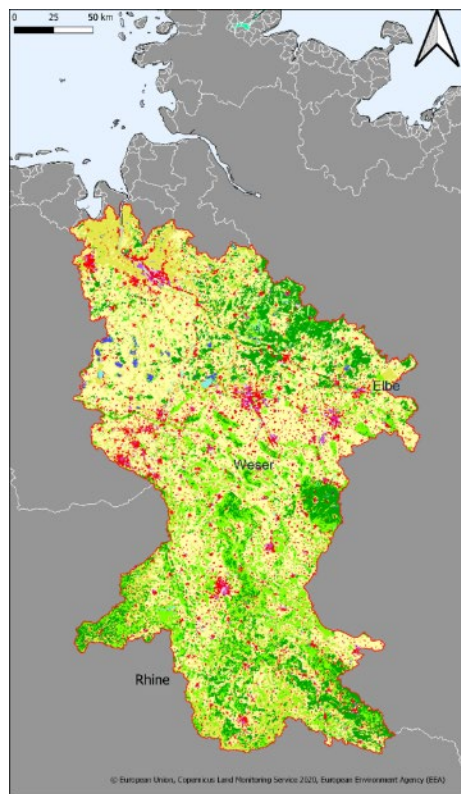 0 25 50 km
Elbe
Weser
Rhine
© European Union, Copernicus Land Monitoring Service 2020, European Environment Agency (EEA)